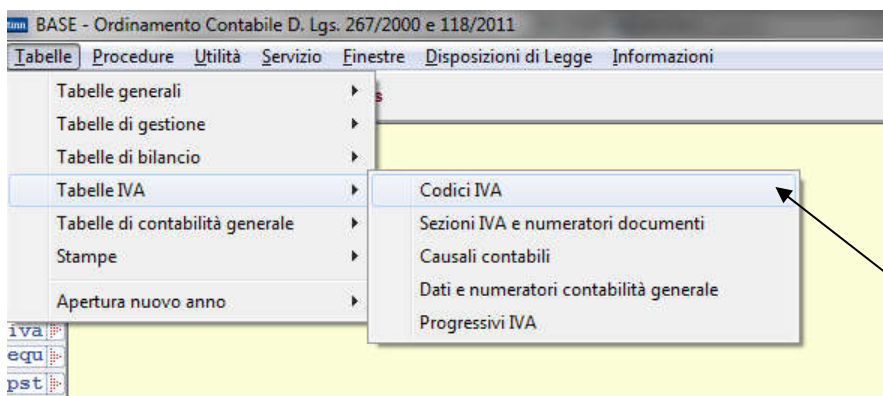 BASE - Ordinamento Contabile D. Lgs. 267/2000 e 118/2011
Tabelle Procedure Utilità Servizio Finestre Disposizioni di Legge Informazioni
Tabelle generali
Tabelle di gestione
Tabelle di bilancio
Tabelle IVA
Tabelle di contabilità generale
Stampe
Apertura nuovo anno
Codici IVA
Sezioni IVA e numeratori documenti
Causali contabili
Dati e numeratori contabilità generale
Progressivi IVA
iva
equ
pst